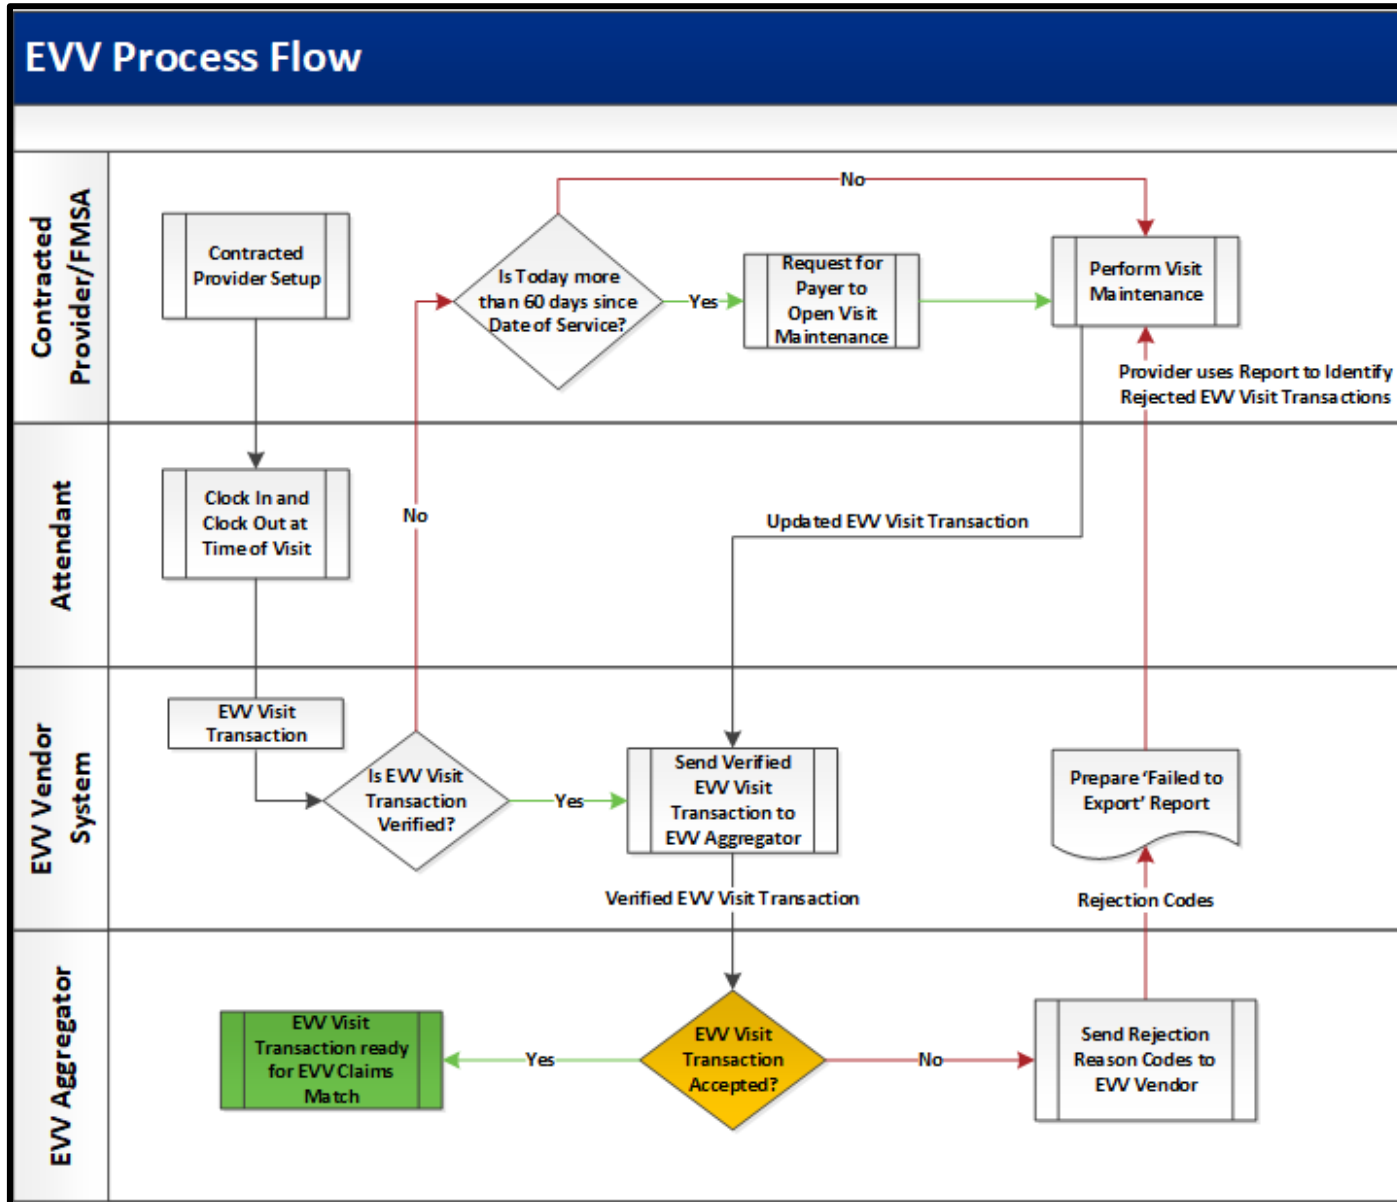 EVV Process Flow
Contracted
Provider/FMSA
Contracted
Provider Setup
Is Today more
than 60 days since
Date of Service?
No
Yes
Request for
Payer to
Open Visit
Maintenance
Perform Visit
Maintenance
Provider uses Report to Identify
Rejected EVV Visit Transactions
Attendant
Clock In and
Clock Out at
Time of Visit
No
Updated EVV Visit Transaction
EVV Vendor
System
EVV Visit
Transaction
Is EVV Visit
Transaction
Verified?
Yes
Send Verified
EVV Visit
Transaction to
EVV Aggregator
Prepare ‘Failed to
Export’ Report
Verified EVV Visit Transaction
Rejection Codes
EVV Aggregator
EVV Visit
Transaction ready
for EVV Claims
Match
Yes
EVV Visit
Transaction
Accepted?
No
Send Rejection
Reason Codes to
EVV Vendor